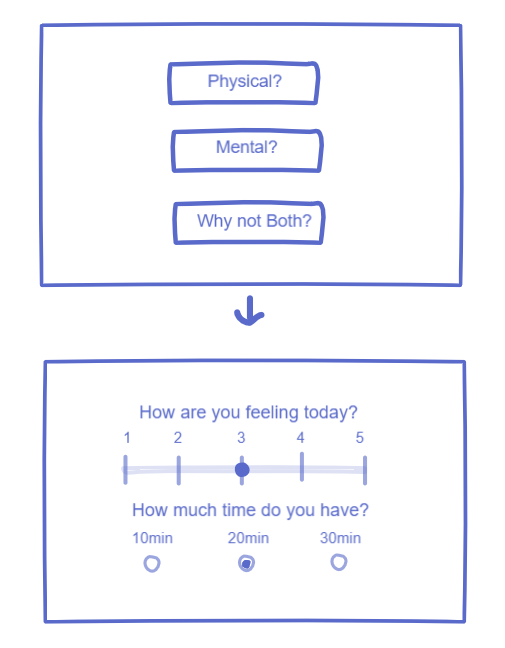 Physical?
Mental?
Why not Both?
How are you feeling today?
1 2 3 4 5
How much time do you have?
10min 20min 30min